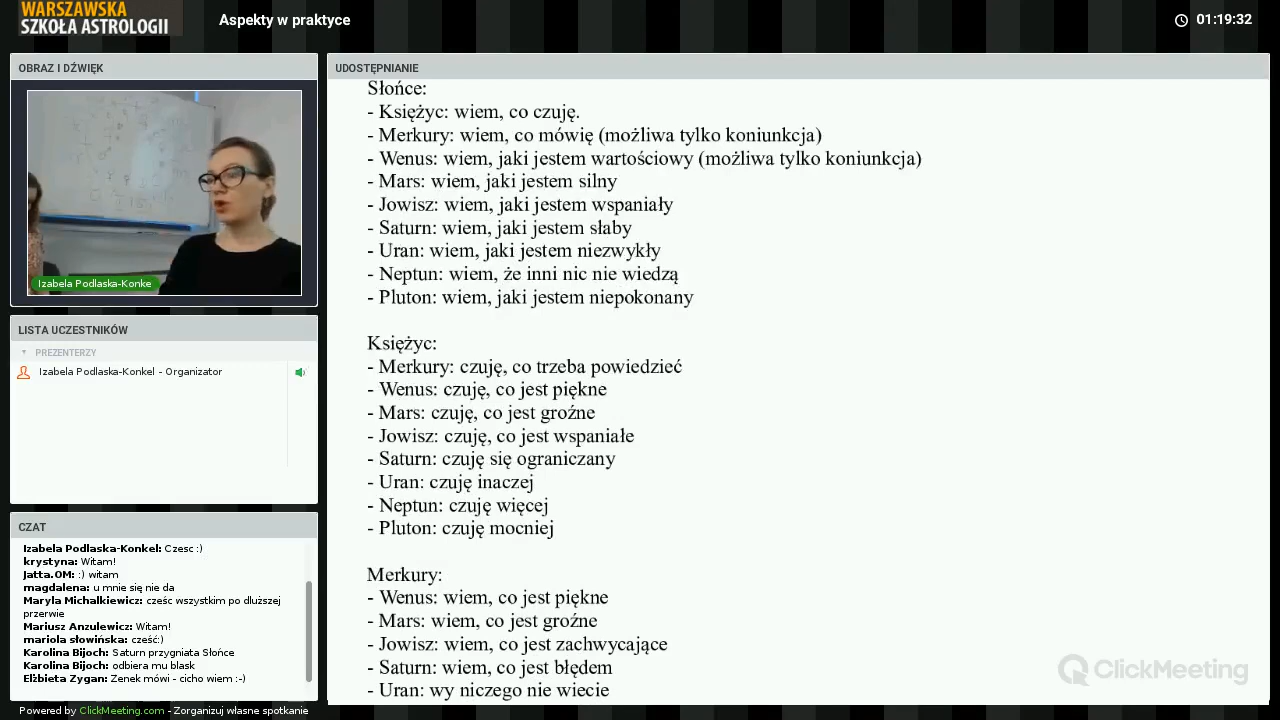 WARSZAWSKA
SZKOŁA ASTROLOGII
Aspekty w praktyce
01:19:32
OBRAZ I DŹWIĘK
Izabela Podlaska-Konke
LISTA UCZESTNIKÓW
PREZENTERZY
Izabela Podlaska-Konkel - Organizator
CZAT
Izabela Podlaska-Konkel: Czesc :)
krystyna: Witam!
Jatta.OM: :) witam
magdalena: u mnie się nie da
Maryla Michalkiewicz: cześc wszystkim po dluższej
przerwie
Mariusz Anzulewicz: Witam!
mariola słowińska: cześć:)
Karolina Bijoch: Saturn przygniata Słońce
Karolina Bijoch: odbiera mu blask
Elżbieta Zygan: Zenek mówi - cicho wiem :-)
Powered by ClickMeeting.com - Zorganizuj własne spotkanie
UDOSTĘPNIANIE
Słońce:
- Księżyc: wiem, co czuję.
- Merkury: wiem, co mówię (możliwa tylko koniunkcja)
- Wenus: wiem, jaki jestem wartościowy (możliwa tylko koniunkcja)
- Mars: wiem, jaki jestem silny
- Jowisz: wiem, jaki jestem wspaniały
- Saturn: wiem, jaki jestem słaby
- Uran: wiem, jaki jestem niezwykły
- Neptun: wiem, że inni nic nie wiedzą
- Pluton: wiem, jaki jestem niepokonany
Księżyc:
- Merkury: czuję, co trzeba powiedzieć
- Wenus: czuję, co jest piękne
- Mars: czuję, co jest groźne
- Jowisz: czuję, co jest wspaniałe
- Saturn: czuję się ograniczany
- Uran: czuję inaczej
- Neptun: czuję więcej
- Pluton: czuję mocniej
Merkury:
- Wenus: wiem, co jest piękne
- Mars: wiem, co jest groźne
- Jowisz: wiem, co jest zachwycające
- Saturn: wiem, co jest błędem
- Uran: wy niczego nie wiecie
ClickMeeting